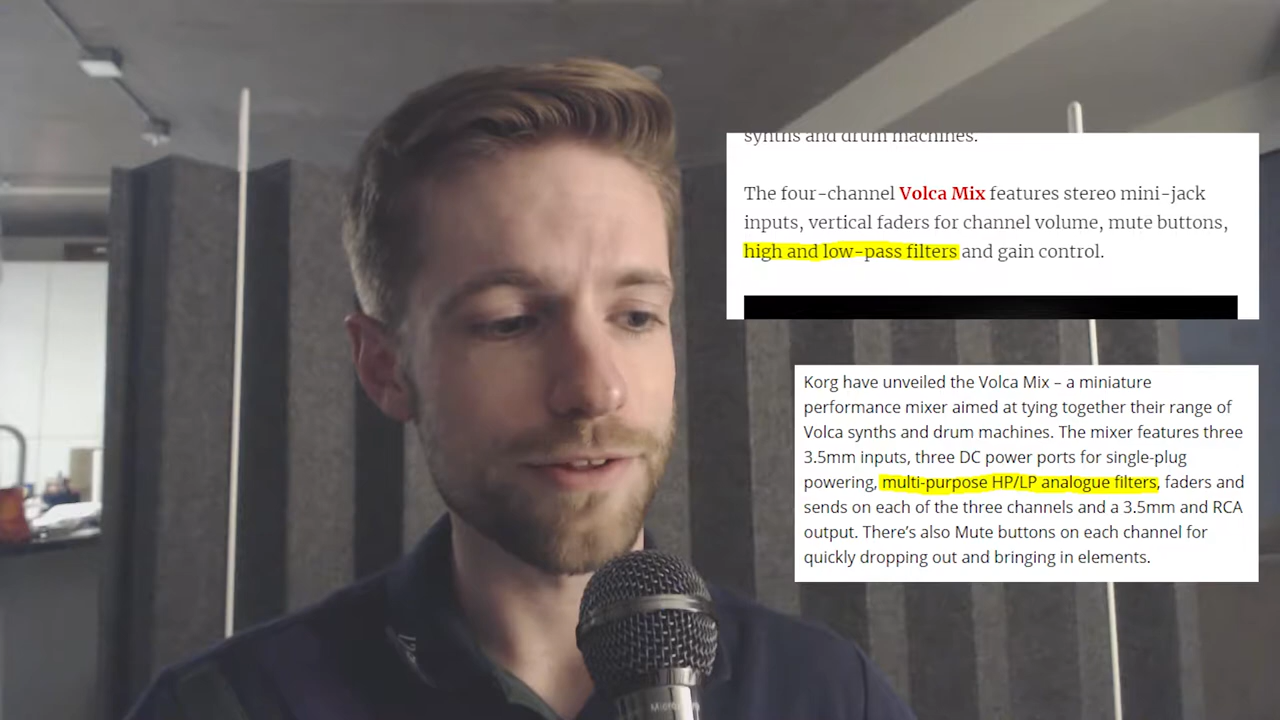 synths and drum machines.
The four-channel Volca Mix features stereo mini-jack
inputs, vertical faders for channel volume, mute buttons,
high and low-pass filters and gain control.
Korg have unveiled the Volca Mix – a miniature
performance mixer aimed at tying together their range of
Volca synths and drum machines. The mixer features three
3.5mm inputs, three DC power ports for single-plug
powering, multi-purpose HP/LP analogue filters, faders and
sends on each of the three channels and a 3.5mm and RCA
output. There’s also Mute buttons on each channel for
quickly dropping out and bringing in elements.